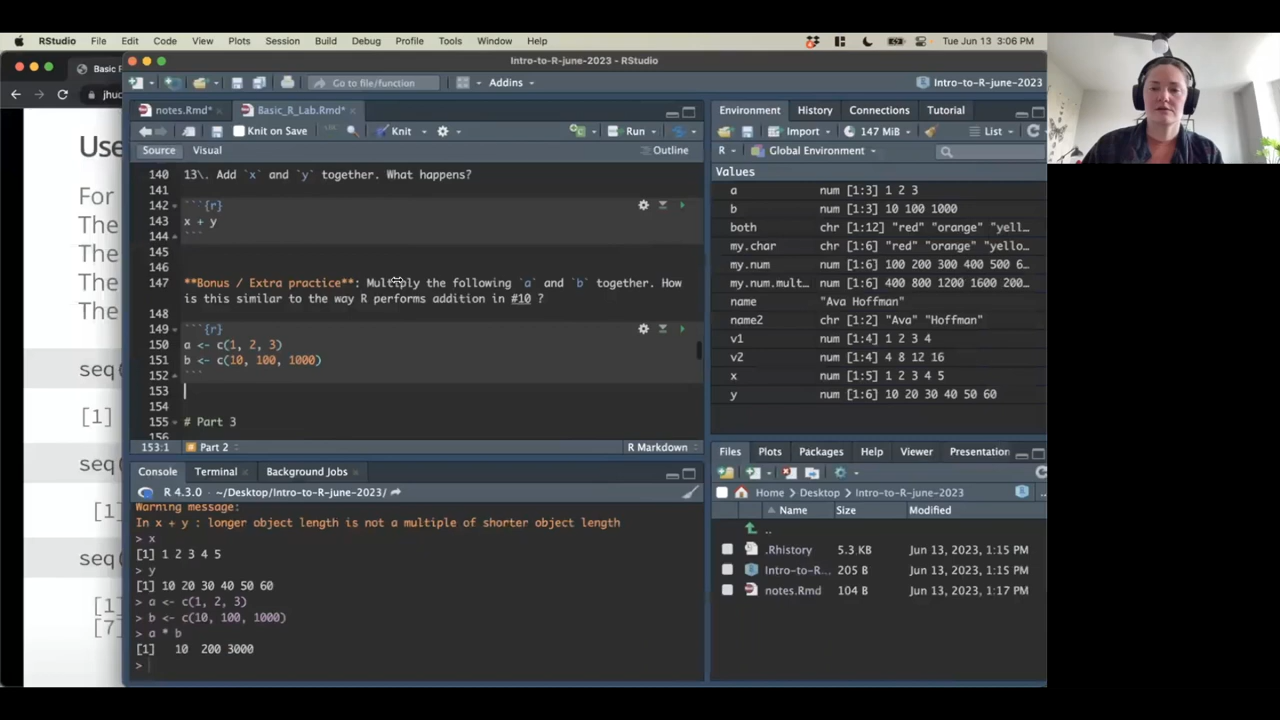 RStudio File Edit Code View Plots Session Build Debug Profile Tools Window Help Tue Jun 13 3:06 PM
Intro-to-R-june-2023 - RStudio
Basic
Go to file/function Addins Intro-to-R-june-2023
jhuc
notes.Rmd* Basic_R_Lab.Rmd*
Knit on Save Knit Run
Source Visual Outline
140 13\. Add `x` and `y` together. What happens?
141
142 ```{r}
143 x + y
144 ```
145
146
147 **Bonus / Extra practice**: Multiply the following `a` and `b` together. How
is this similar to the way R performs addition in #10 ?
148
149 ```{r}
150 a <- c(1, 2, 3)
151 b <- c(10, 100, 1000)
152 ```
153
154
155 # Part 3
156
153:1 Part 2 R Markdown
Console Terminal Background Jobs
R 4.3.0 · ~/Desktop/Intro-to-R-june-2023/
Warning message:
In x + y : longer object length is not a multiple of shorter object length
> x
[1] 1 2 3 4 5
> y
[1] 10 20 30 40 50 60
> a <- c(1, 2, 3)
> b <- c(10, 100, 1000)
> a * b
[1] 10 200 3000
>
Environment History Connections Tutorial
Import 147 MiB List
R Global Environment
Values
a num [1:3] 1 2 3
b num [1:3] 10 100 1000
both chr [1:12] "red" "orange" "yell…
my.char chr [1:6] "red" "orange" "yello…
my.num num [1:6] 100 200 300 400 500 6…
my.num.mult… num [1:6] 400 800 1200 1600 200…
name "Ava Hoffman"
name2 chr [1:2] "Ava" "Hoffman"
v1 num [1:4] 1 2 3 4
v2 num [1:4] 4 8 12 16
x num [1:5] 1 2 3 4 5
y num [1:6] 10 20 30 40 50 60
Files Plots Packages Help Viewer Presentation
Home Desktop Intro-to-R-june-2023
Name Size Modified
..
.Rhistory 5.3 KB Jun 13, 2023, 1:15 PM
Intro-to-R... 205 B Jun 13, 2023, 1:15 PM
notes.Rmd 104 B Jun 13, 2023, 1:17 PM
Use
For
The
The
The
seq(
[1]
seq(
[1]
seq(
[1]
[7]